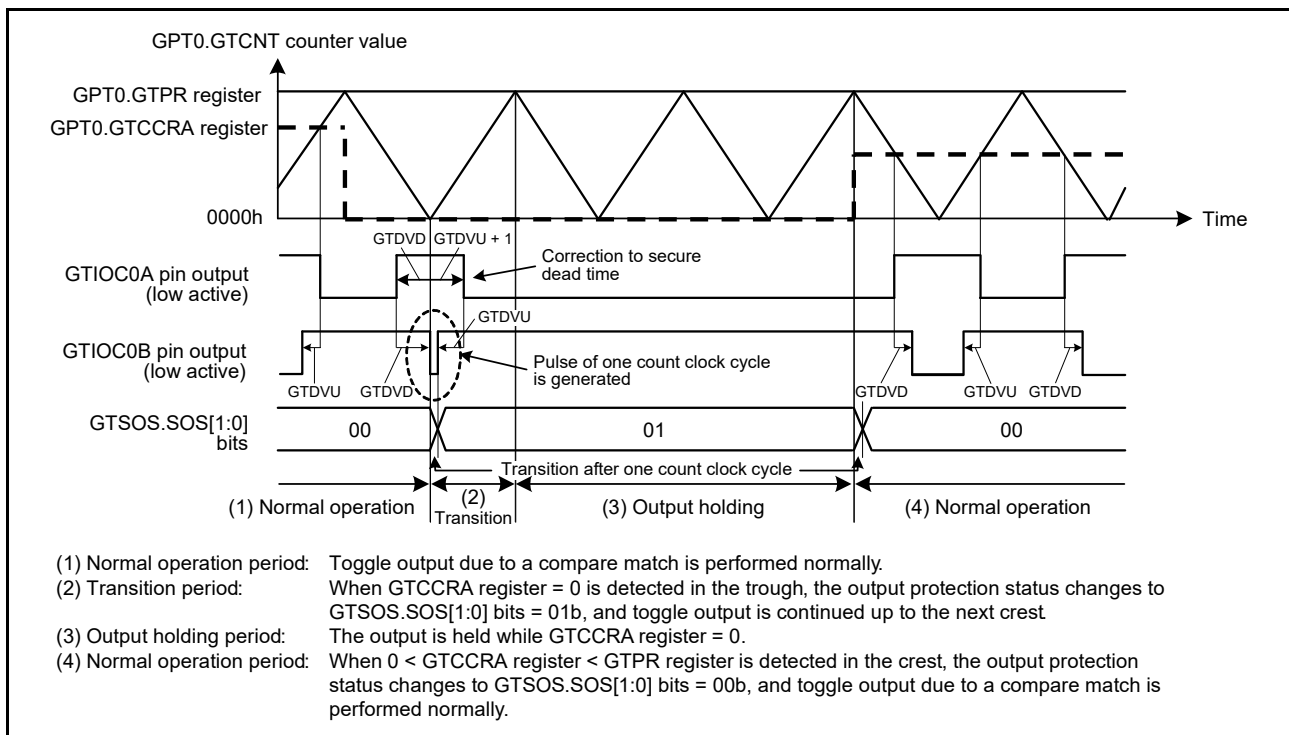 GPT0.GTCNT counter value
GPT0.GTPR register
GPT0.GTCCRA register
0000h
Time
GTDVD
GTDVU + 1
Correction to secure
dead time
GTIOC0A pin output
(low active)
GTDVU
GTIOC0B pin output
(low active)
Pulse of one count clock cycle
is generated
GTDVU
GTDVD
GTDVD
GTDVU
GTDVD
GTSOS.SOS[1:0]
bits
00
01
00
Transition after one count clock cycle
(1) Normal operation
(2)
Transition
(3) Output holding
(4) Normal operation
(1) Normal operation period: Toggle output due to a compare match is performed normally.
(2) Transition period: When GTCCRA register = 0 is detected in the trough, the output protection status changes to
GTSOS.SOS[1:0] bits = 01b, and toggle output is continued up to the next crest.
(3) Output holding period: The output is held while GTCCRA register = 0.
(4) Normal operation period: When 0 < GTCCRA register < GTPR register is detected in the crest, the output protection
status changes to GTSOS.SOS[1:0] bits = 00b, and toggle output due to a compare match is
performed normally.